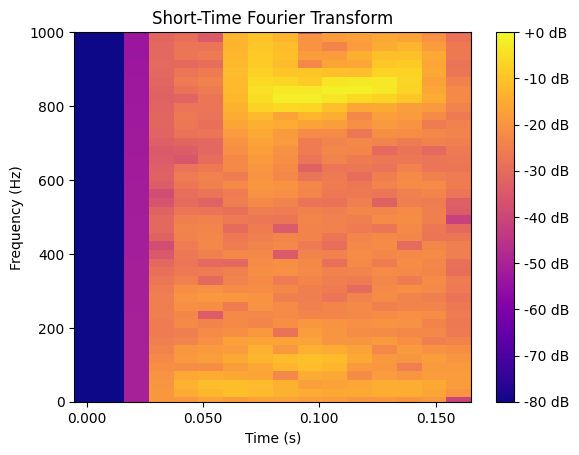 Short-Time Fourier Transform
1000
800
600
400
200
0
Frequency (Hz)
0.000
0.050
0.100
0.150
Time (s)
+0 dB
-10 dB
-20 dB
-30 dB
-40 dB
-50 dB
-60 dB
-70 dB
-80 dB